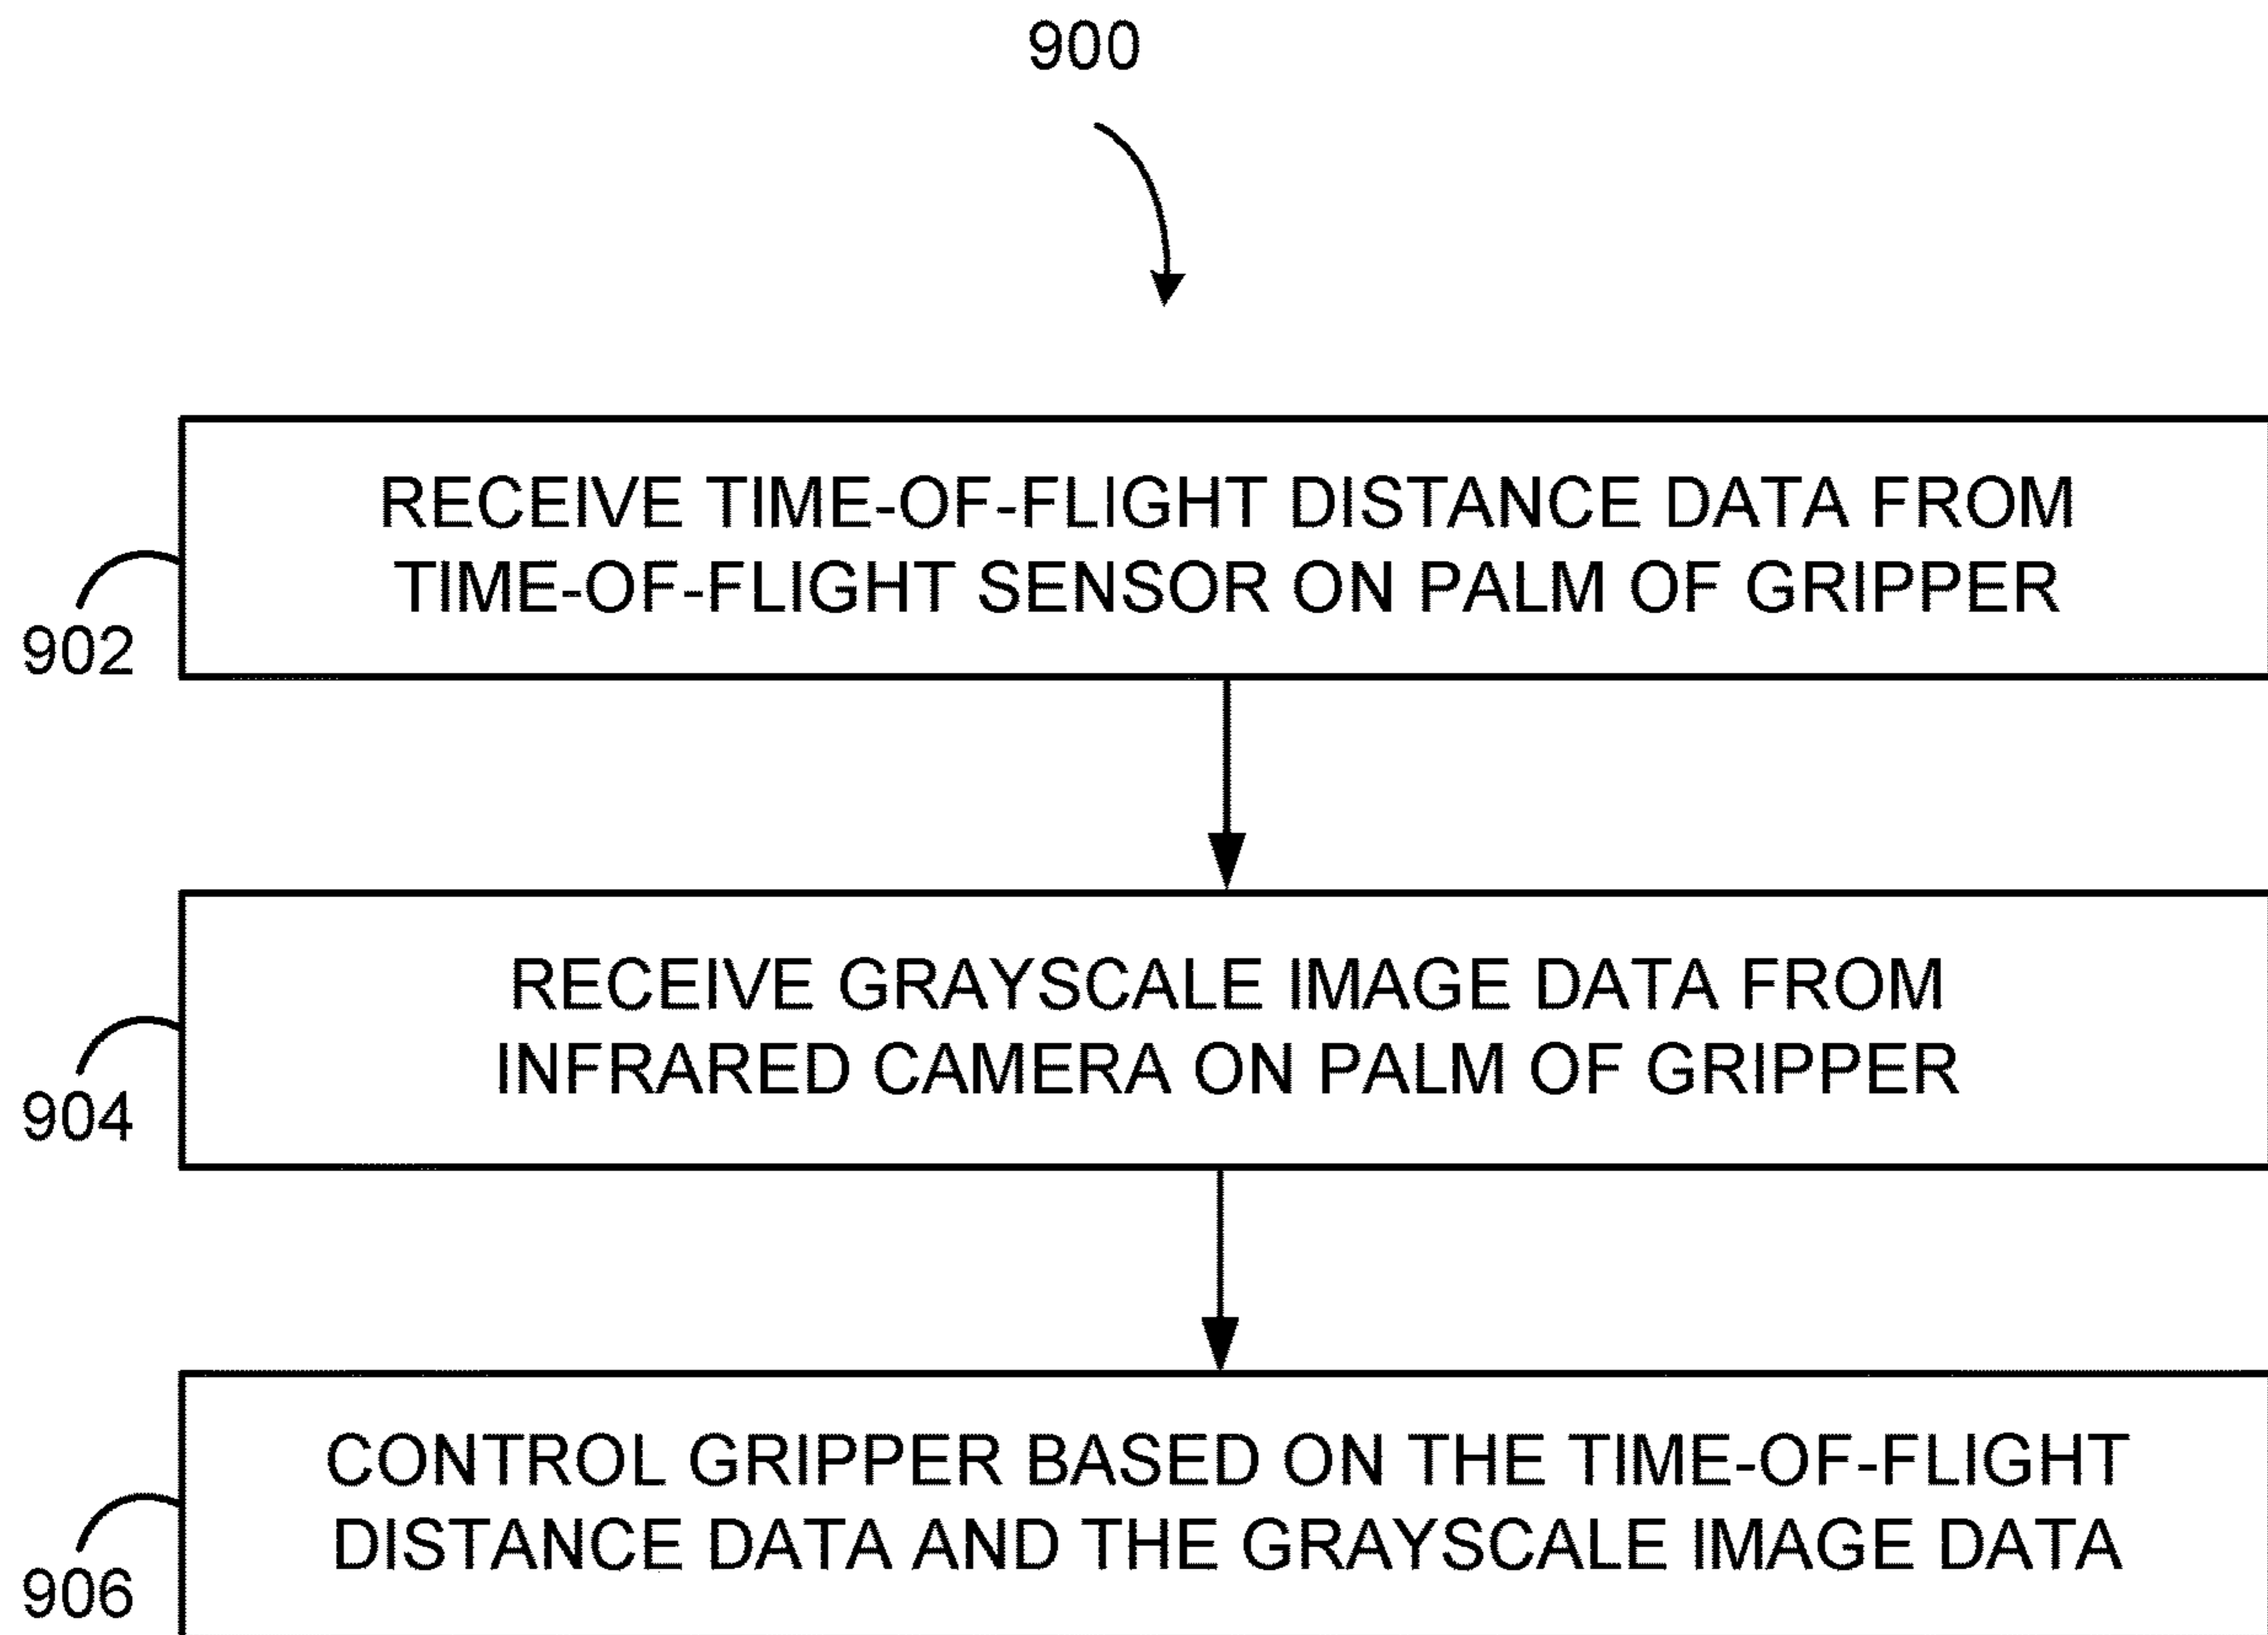 900
RECEIVE TIME-OF-FLIGHT DISTANCE DATA FROM
TIME-OF-FLIGHT SENSOR ON PALM OF GRIPPER
902
RECEIVE GRAYSCALE IMAGE DATA FROM
INFRARED CAMERA ON PALM OF GRIPPER
904
CONTROL GRIPPER BASED ON THE TIME-OF-FLIGHT
DISTANCE DATA AND THE GRAYSCALE IMAGE DATA
906